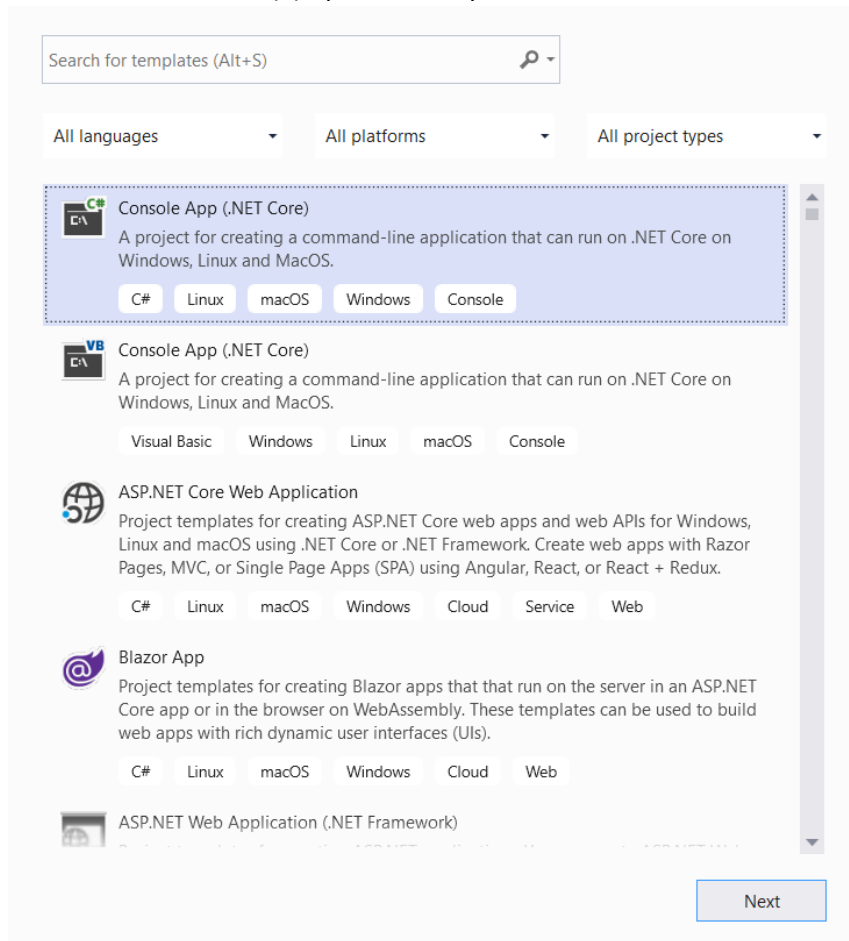 Search for templates (Alt+S)
All languages
All platforms
All project types
C#
C:\
Console App (.NET Core)
A project for creating a command-line application that can run on .NET Core on
Windows, Linux and MacOS.
C# Linux macOS Windows Console
VB
C:\
Console App (.NET Core)
A project for creating a command-line application that can run on .NET Core on
Windows, Linux and MacOS.
Visual Basic Windows Linux macOS Console
ASP.NET Core Web Application
Project templates for creating ASP.NET Core web apps and web APIs for Windows,
Linux and macOS using .NET Core or .NET Framework. Create web apps with Razor
Pages, MVC, or Single Page Apps (SPA) using Angular, React, or React + Redux.
C# Linux macOS Windows Cloud Service Web
Blazor App
Project templates for creating Blazor apps that that run on the server in an ASP.NET
Core app or in the browser on WebAssembly. These templates can be used to build
web apps with rich dynamic user interfaces (UIs).
C# Linux macOS Windows Cloud Web
ASP.NET Web Application (.NET Framework)
Next